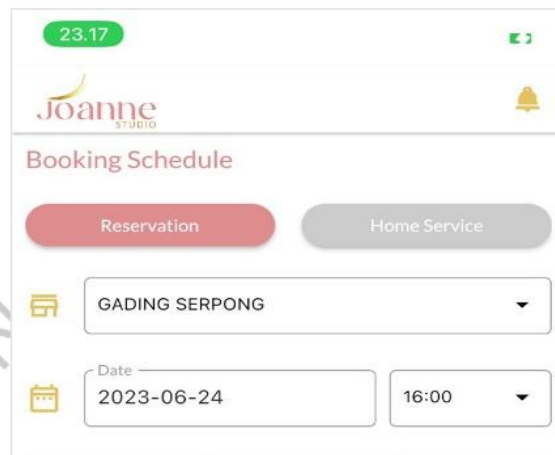 23.17
Joanne
STUDIO
Booking Schedule
Reservation
Home Service
GADING SERPONG
Date
2023-06-24
16:00